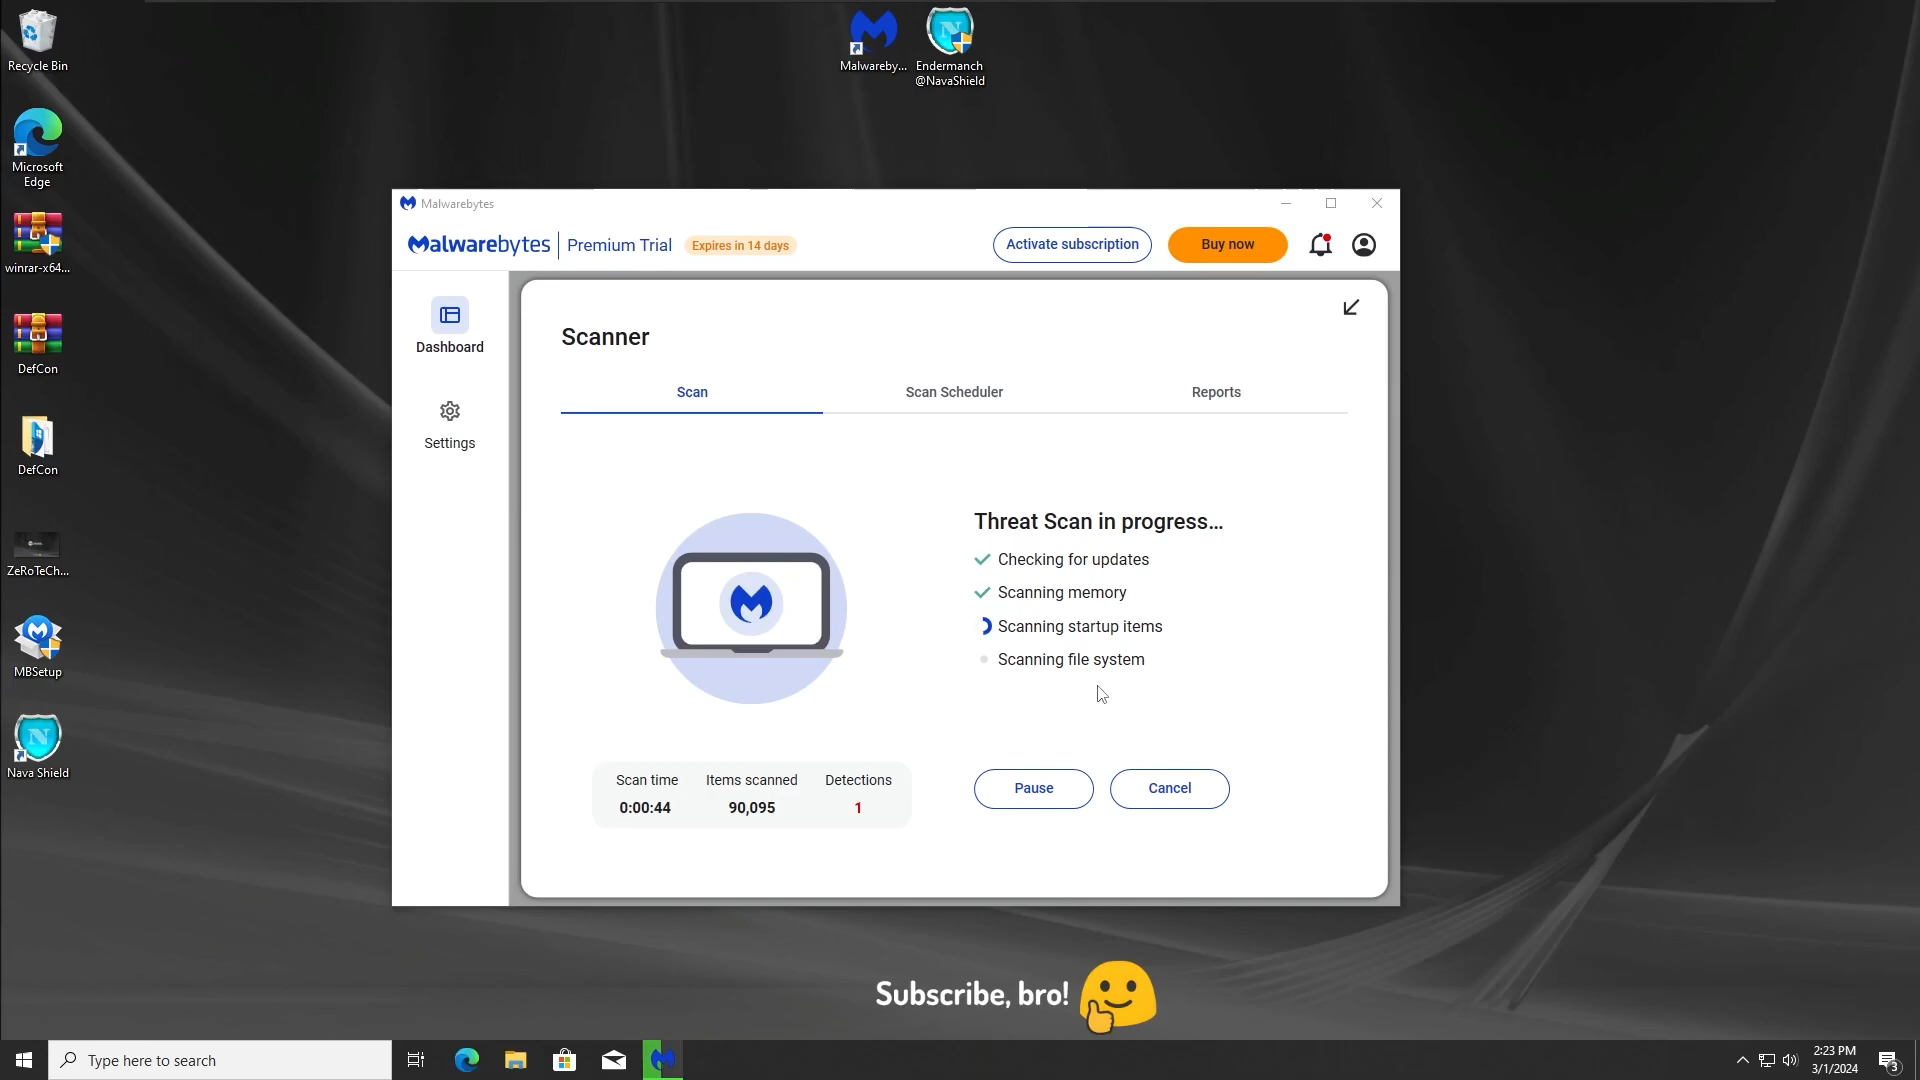 Recycle Bin
Malwareby...
Endermanch
@NavaShield
Microsoft
Edge
winrar-x64...
DefCon
DefCon
ZeRoTeCh...
MBSetup
Nava Shield
Malwarebytes
Malwarebytes
Premium Trial
Expires in 14 days
Activate subscription
Buy now
Dashboard
Settings
Scanner
Scan
Scan Scheduler
Reports
Threat Scan in progress...
Checking for updates
Scanning memory
Scanning startup items
Scanning file system
Scan time
Items scanned
Detections
0:00:44
90,095
1
Pause
Cancel
Subscribe, bro!
Type here to search
2:23 PM
3/1/2024
3